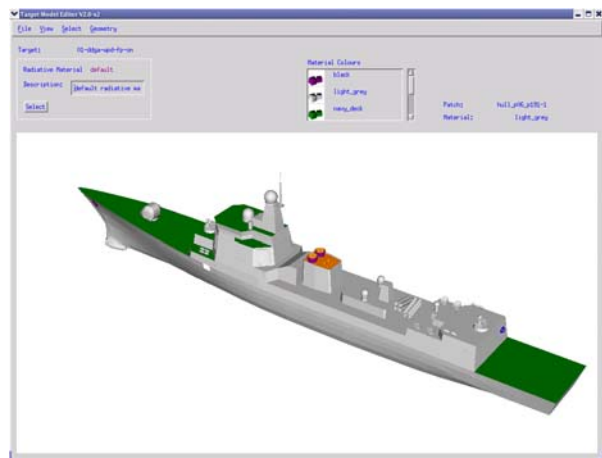 Target Model Editor V2.0-x2
File View Select Geometry
Target:
Radiative Material default
Description: default radiative ma
Select
Material Colours
black
light_grey
navy_deck
Patch:
Material: light_grey